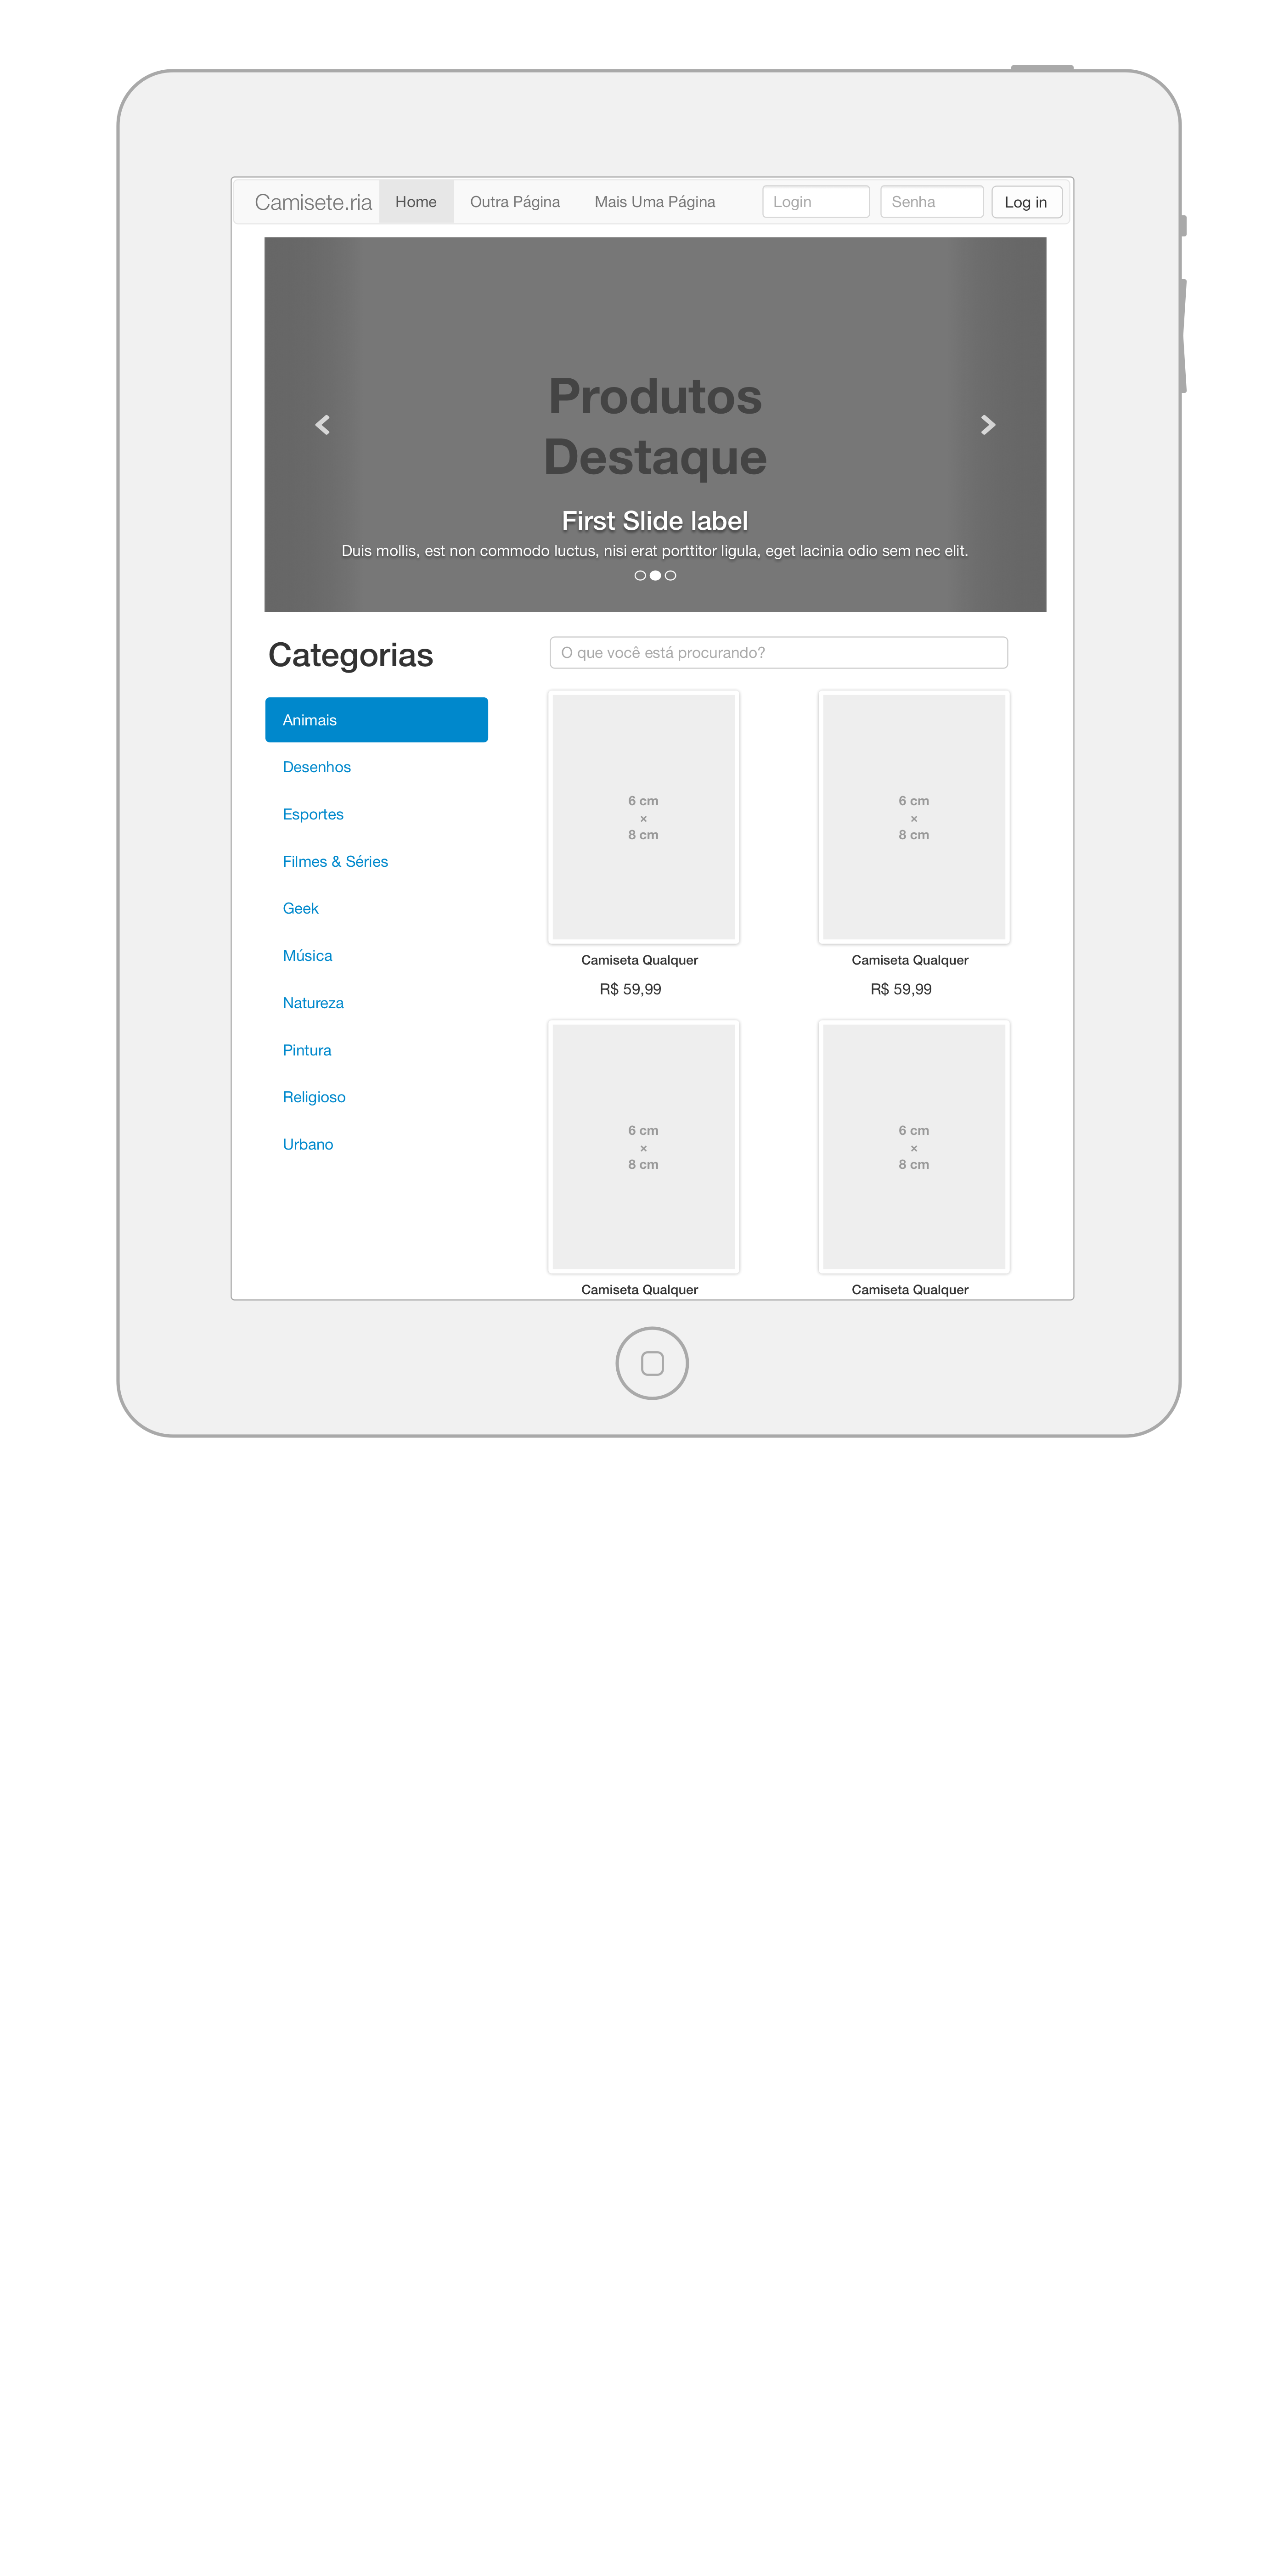 Camisete.ria Home Outra Página Mais Uma Página Login Senha Log in
Produtos
Destaque
First Slide label
Duis mollis, est non commodo luctus, nisi erat porttitor ligula, eget lacinia odio sem nec elit.
Categorias
Animais
Desenhos
Esportes
Filmes & Séries
Geek
Música
Natureza
Pintura
Religioso
Urbano
O que você está procurando?
6 cm
×
8 cm
Camiseta Qualquer
R$ 59,99
6 cm
×
8 cm
Camiseta Qualquer
R$ 59,99
6 cm
×
8 cm
Camiseta Qualquer
6 cm
×
8 cm
Camiseta Qualquer